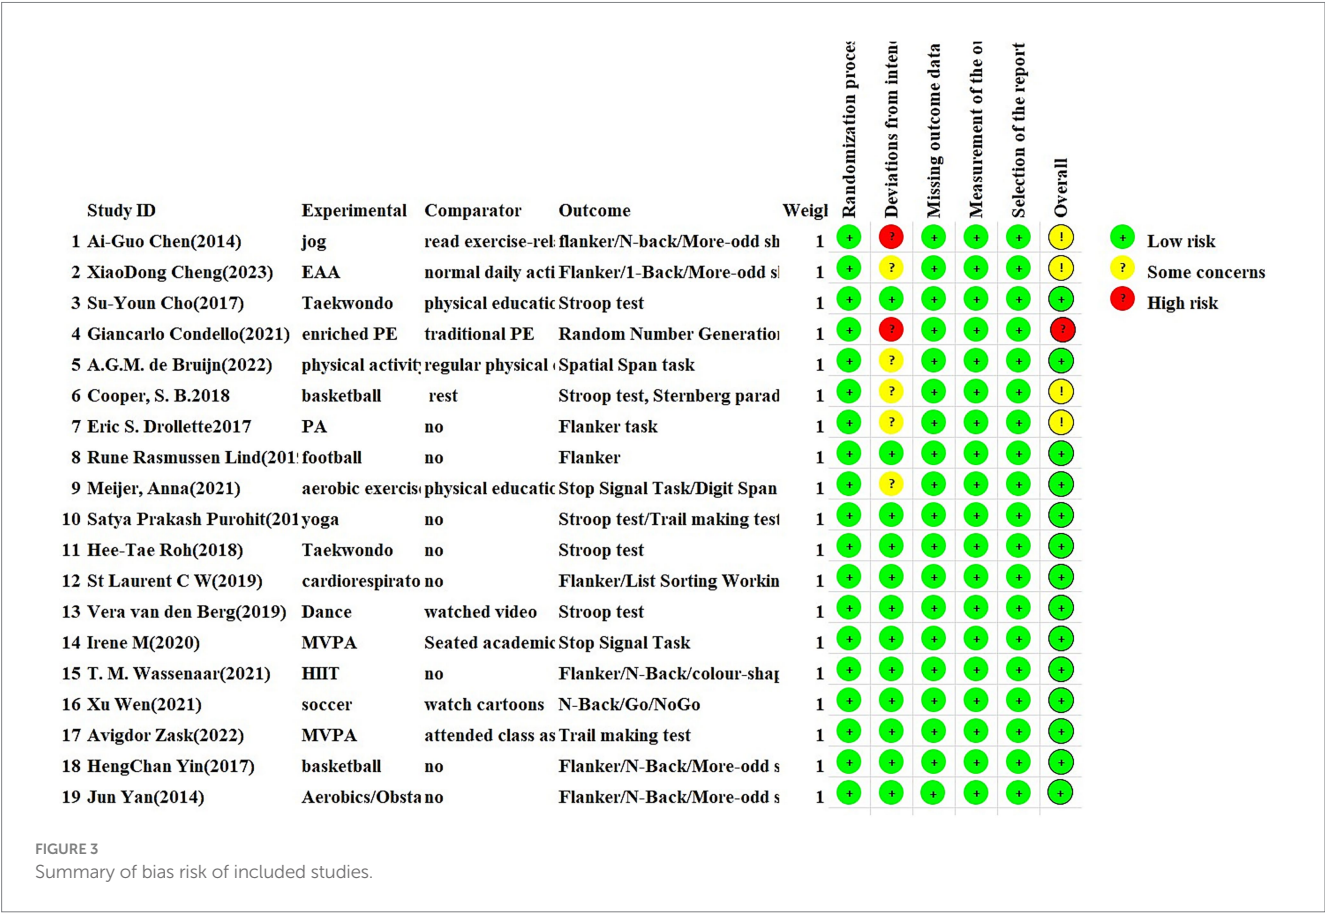 Randomization proces
Deviations from inten
Missing outcome data
Measurement of the o
Selection of the report
Overall
Study ID Experimental Comparator Outcome Weigh
1 Ai-Guo Chen(2014) jog read exercise-rel flanker/N-back/More-odd sh 1 + ? + + + !
2 XiaoDong Cheng(2023) EAA normal daily acti Flanker/1-Back/More-odd s 1 + ? + + + !
3 Su-Youn Cho(2017) Taekwondo physical educatio Stroop test 1 + + + + + +
4 Giancarlo Condello(2021) enriched PE traditional PE Random Number Generation 1 + ? + + + ?
5 A.G.M. de Bruijn(2022) physical activity regular physical Spatial Span task 1 + ? + + + +
6 Cooper, S. B.2018 basketball rest Stroop test, Sternberg parad 1 + ? + + + !
7 Eric S. Drollette2017 PA no Flanker task 1 + ? + + + !
8 Rune Rasmussen Lind(201 football no Flanker 1 + + + + + +
9 Meijer, Anna(2021) aerobic exercis physical educatio Stop Signal Task/Digit Span 1 + ? + + + +
10 Satya Prakash Purohit(201 yoga no Stroop test/Trail making test 1 + + + + + +
11 Hee-Tae Roh(2018) Taekwondo no Stroop test 1 + + + + + +
12 St Laurent C W(2019) cardiorespirato no Flanker/List Sorting Workin 1 + + + + + +
13 Vera van den Berg(2019) Dance watched video Stroop test 1 + + + + + +
14 Irene M(2020) MVPA Seated academic Stop Signal Task 1 + + + + + +
15 T. M. Wassenaar(2021) HIIT no Flanker/N-Back/colour-shap 1 + + + + + +
16 Xu Wen(2021) soccer watch cartoons N-Back/Go/NoGo 1 + + + + + +
17 Avigdor Zask(2022) MVPA attended class as Trail making test 1 + + + + + +
18 HengChan Yin(2017) basketball no Flanker/N-Back/More-odd s 1 + + + + + +
19 Jun Yan(2014) Aerobics/Obsta no Flanker/N-Back/More-odd s 1 + + + + + +
+ Low risk
? Some concerns
? High risk
FIGURE 3
Summary of bias risk of included studies.